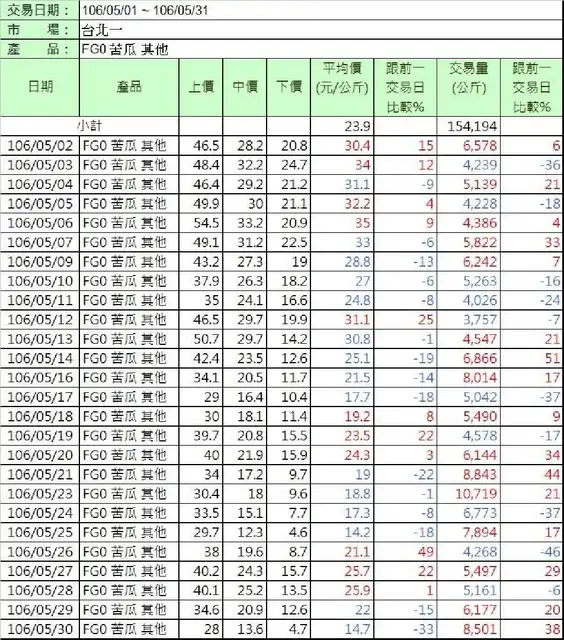 交易日期： 106/05/01 ~ 106/05/31
市 場： 台北一
產 品： FG0 苦瓜 其他
日期 產品 上價 中價 下價 平均價(元/公斤) 跟前一交易日比較% 交易量(公斤) 跟前一交易日比較%
小計 23.9 154,194
106/05/02 FG0 苦瓜 其他 46.5 28.2 20.8 30.4 15 6,578 6
106/05/03 FG0 苦瓜 其他 48.4 32.2 24.7 34 12 4,239 -36
106/05/04 FG0 苦瓜 其他 46.4 29.2 21.2 31.1 -9 5,139 21
106/05/05 FG0 苦瓜 其他 49.9 30 21.1 32.2 4 4,228 -18
106/05/06 FG0 苦瓜 其他 54.5 33.2 20.9 35 9 4,386 4
106/05/07 FG0 苦瓜 其他 49.1 31.2 22.5 33 -6 5,822 33
106/05/09 FG0 苦瓜 其他 43.2 27.3 19 28.8 -13 6,242 7
106/05/10 FG0 苦瓜 其他 37.9 26.3 18.2 27 -6 5,263 -16
106/05/11 FG0 苦瓜 其他 35 24.1 16.6 24.8 -8 4,026 -24
106/05/12 FG0 苦瓜 其他 46.5 29.7 19.9 31.1 25 3,757 -7
106/05/13 FG0 苦瓜 其他 50.7 29.7 14.2 30.8 -1 4,547 21
106/05/14 FG0 苦瓜 其他 42.4 23.5 12.6 25.1 -19 6,866 51
106/05/16 FG0 苦瓜 其他 34.1 20.5 11.7 21.5 -14 8,014 17
106/05/17 FG0 苦瓜 其他 29 16.4 10.4 17.7 -18 5,042 -37
106/05/18 FG0 苦瓜 其他 30 18.1 11.4 19.2 8 5,490 9
106/05/19 FG0 苦瓜 其他 39.7 20.8 15.5 23.5 22 4,578 -17
106/05/20 FG0 苦瓜 其他 40 21.9 15.9 24.3 3 6,144 34
106/05/21 FG0 苦瓜 其他 34 17.2 9.7 19 -22 8,843 44
106/05/23 FG0 苦瓜 其他 30.4 18 9.6 18.8 -1 10,719 21
106/05/24 FG0 苦瓜 其他 33.5 15.1 7.7 17.3 -8 6,773 -37
106/05/25 FG0 苦瓜 其他 29.7 12.3 4.6 14.2 -18 7,894 17
106/05/26 FG0 苦瓜 其他 38 19.6 8.7 21.1 49 4,268 -46
106/05/27 FG0 苦瓜 其他 40.2 24.3 15.7 25.7 22 5,497 29
106/05/28 FG0 苦瓜 其他 40.1 25.2 13.5 25.9 1 5,161 -6
106/05/29 FG0 苦瓜 其他 34.6 20.9 12.6 22 -15 6,177 20
106/05/30 FG0 苦瓜 其他 28 13.6 4.7 14.7 -33 8,501 38